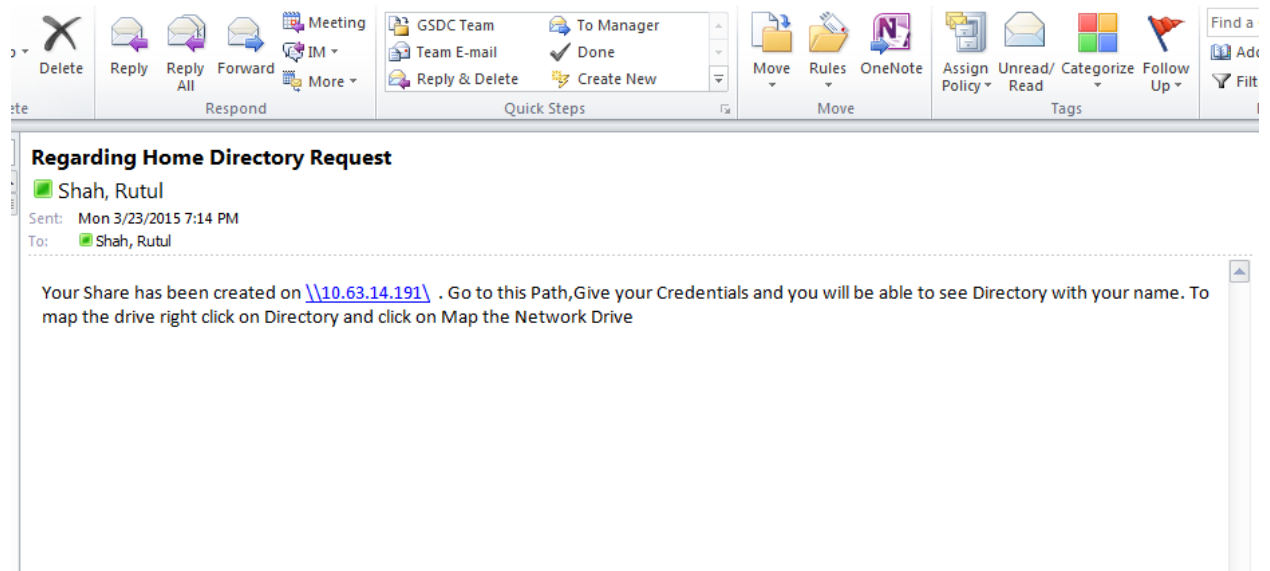 Delete
Reply
Reply All
Forward
Meeting
IM
More
Respond
GSDC Team
Team E-mail
Reply & Delete
To Manager
Done
Create New
Quick Steps
Move
Rules
OneNote
Move
Assign Policy
Unread/ Read
Categorize
Follow Up
Tags
Find a
Regarding Home Directory Request
Shah, Rutul
Sent: Mon 3/23/2015 7:14 PM
To: Shah, Rutul
Your Share has been created on \\10.63.14.191\ . Go to this Path,Give your Credentials and you will be able to see Directory with your name. To
map the drive right click on Directory and click on Map the Network Drive